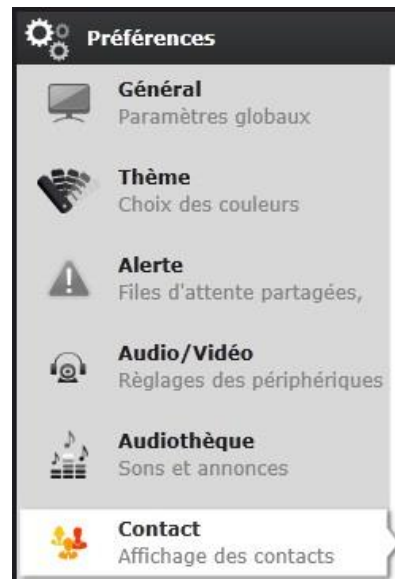 Préférences
Général
Paramètres globaux
Thème
Choix des couleurs
Alerte
Files d'attente partagées,
Audio/Vidéo
Règlages des périphériques
Audiothèque
Sons et annonces
Contact
Affichage des contacts